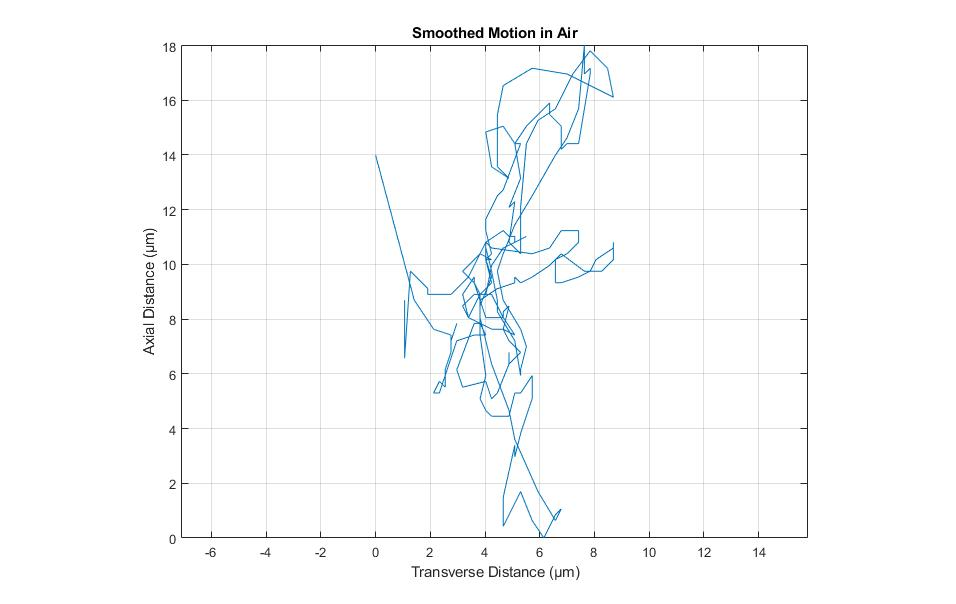 Smoothed Motion in Air
18
16
14
12
10
8
6
4
2
0
Axial Distance (µm)
-6 -4 -2 0 2 4 6 8 10 12 14
Transverse Distance (µm)